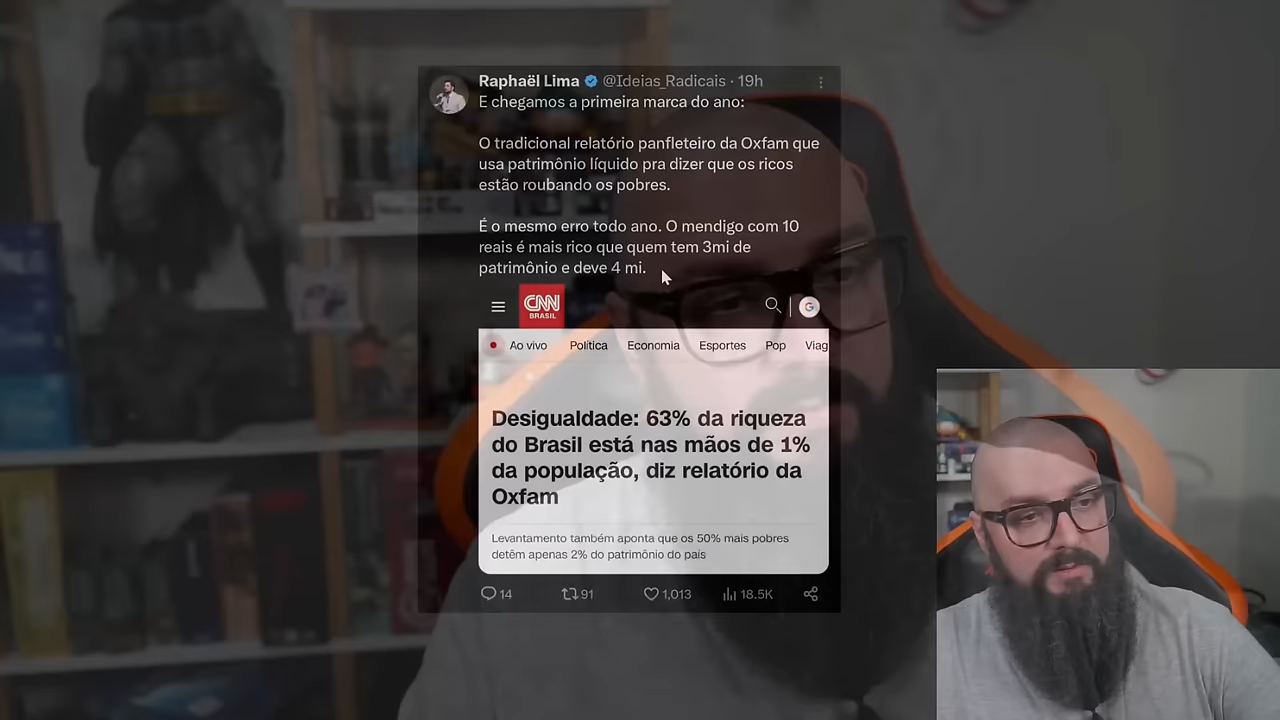 Raphaël Lima @Ideias_Radicais · 19h
E chegamos a primeira marca do ano:
O tradicional relatório panfleteiro da Oxfam que
usa patrimônio líquido pra dizer que os ricos
estão roubando os pobres.
É o mesmo erro todo ano. O mendigo com 10
reais é mais rico que quem tem 3mi de
patrimônio e deve 4 mi.
CNN
BRASIL
G
Ao vivo Política Economia Esportes Pop Viag
Desigualdade: 63% da riqueza
do Brasil está nas mãos de 1%
da população, diz relatório da
Oxfam
Levantamento também aponta que os 50% mais pobres
detêm apenas 2% do patrimônio do país
14 91 1,013 18.5K